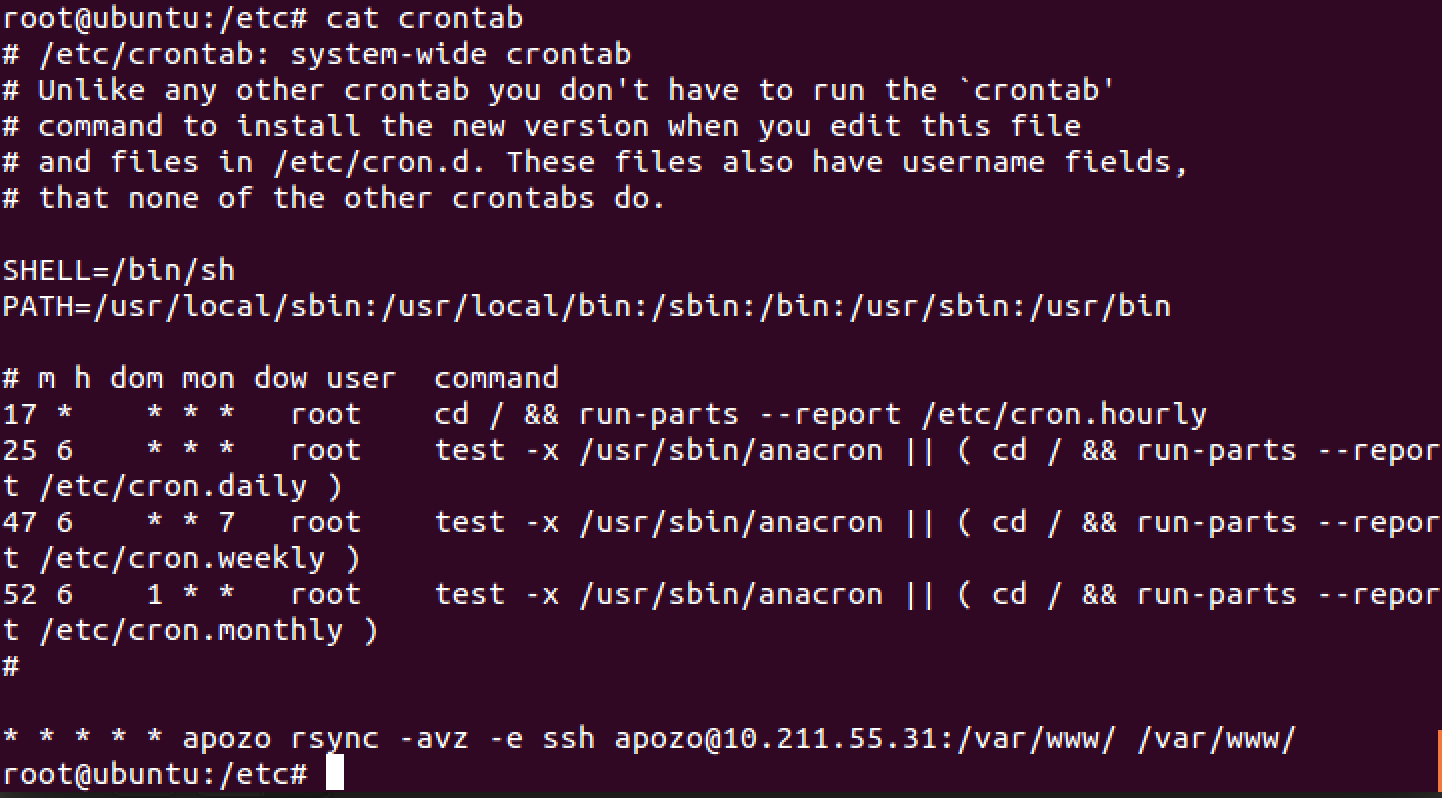 root@ubuntu:/etc# cat crontab
# /etc/crontab: system-wide crontab
# Unlike any other crontab you don't have to run the `crontab'
# command to install the new version when you edit this file
# and files in /etc/cron.d. These files also have username fields,
# that none of the other crontabs do.
SHELL=/bin/sh
PATH=/usr/local/sbin:/usr/local/bin:/sbin:/bin:/usr/sbin:/usr/bin
# m h dom mon dow user  command
17 *    * * *   root    cd / && run-parts --report /etc/cron.hourly
25 6    * * *   root    test -x /usr/sbin/anacron || ( cd / && run-parts --repor
t /etc/cron.daily )
47 6    * * 7   root    test -x /usr/sbin/anacron || ( cd / && run-parts --repor
t /etc/cron.weekly )
52 6    1 * *   root    test -x /usr/sbin/anacron || ( cd / && run-parts --repor
t /etc/cron.monthly )
#
* * * * * apozo rsync -avz -e ssh apozo@10.211.55.31:/var/www/ /var/www/
root@ubuntu:/etc#